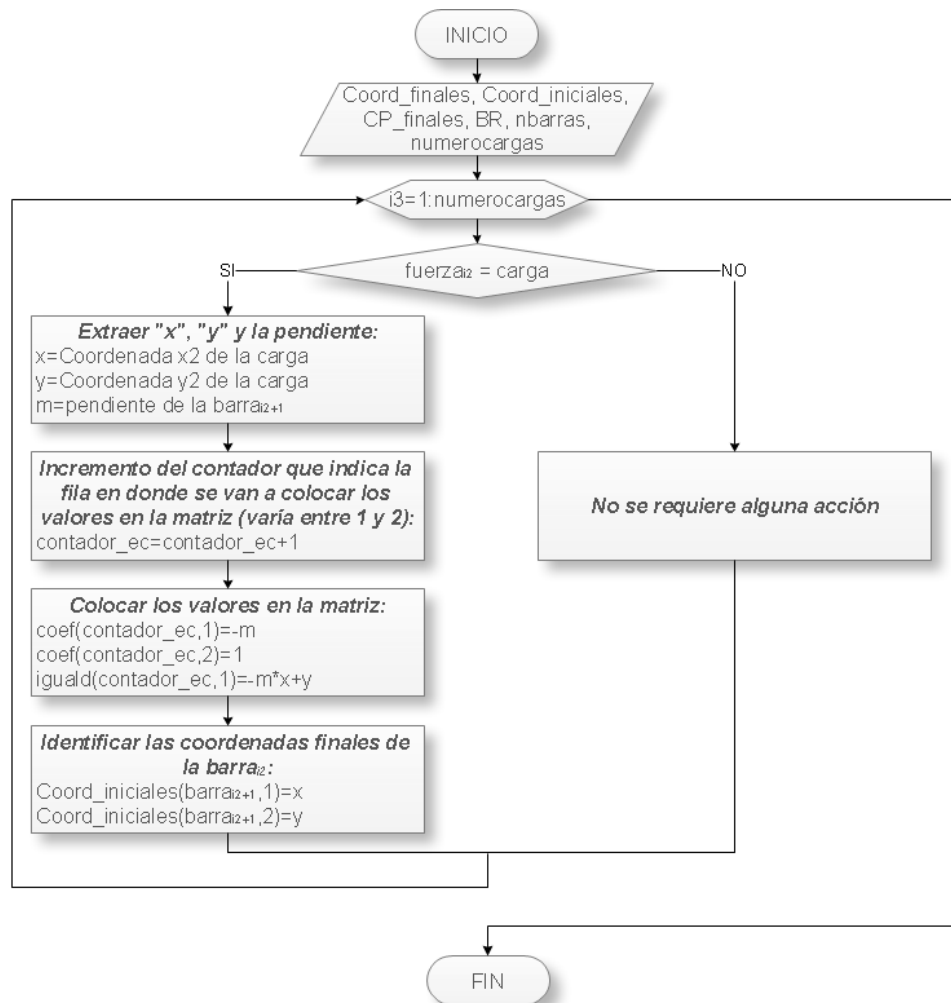 INICIO
Coord_finales, Coord_iniciales,
CP_finales, BR, nbarras,
numerocargas
i3=1:numerocargas
SI
fuerzai2 = carga
NO
Extraer "x", "y" y la pendiente:
x=Coordenada x2 de la carga
y=Coordenada y2 de la carga
m=pendiente de la barrai2+1
Incremento del contador que indica la
fila en donde se van a colocar los
valores en la matriz (varía entre 1 y 2):
contador_ec=contador_ec+1
No se requiere alguna acción
Colocar los valores en la matriz:
coef(contador_ec,1)=-m
coef(contador_ec,2)=1
iguald(contador_ec,1)=-m*x+y
Identificar las coordenadas finales de
la barrai2:
Coord_iniciales(barrai2+1,1)=x
Coord_iniciales(barrai2+1,2)=y
FIN